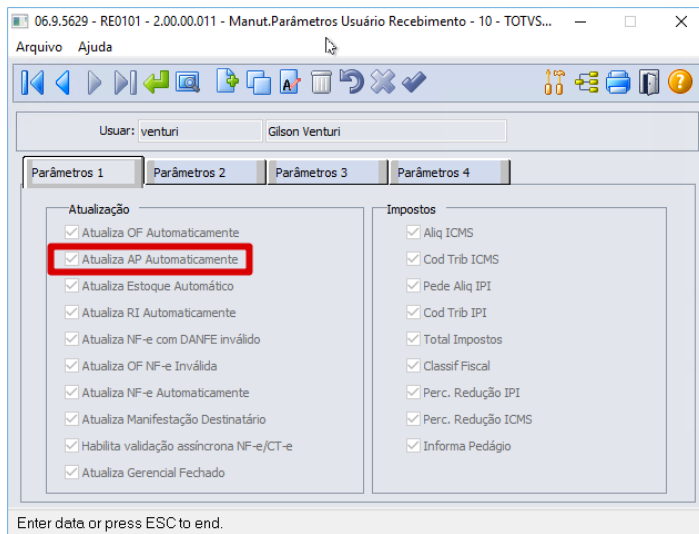 06.9.5629 - RE0101 - 2.00.00.011 - Manut.Parâmetros Usuário Recebimento - 10 - TOTVS...
Arquivo Ajuda
Usuar: venturi Gilson Venturi
Parâmetros 1 Parâmetros 2 Parâmetros 3 Parâmetros 4
Atualização
Atualiza OF Automaticamente
Atualiza AP Automaticamente
Atualiza Estoque Automático
Atualiza RI Automaticamente
Atualiza NF-e com DANFE inválido
Atualiza OF NF-e Inválida
Atualiza NF-e Automaticamente
Atualiza Manifestação Destinatário
Habilita validação assíncrona NF-e/CT-e
Atualiza Gerencial Fechado
Impostos
Aliq ICMS
Cod Trib ICMS
Pede Aliq IPI
Cod Trib IPI
Total Impostos
Classif Fiscal
Perc. Redução IPI
Perc. Redução ICMS
Informa Pedágio
Enter data or press ESC to end.